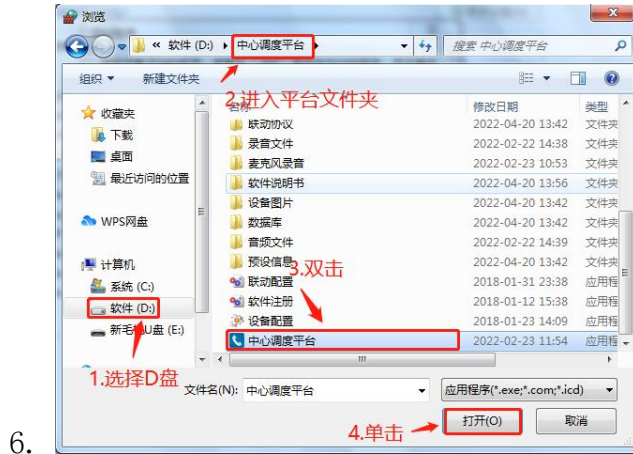 浏览
« 软件 (D:) 中心调度平台 搜索 中心调度平台
组织 新建文件夹
2.进入平台文件夹
修改日期 类型
收藏夹
下载
桌面
最近访问的位置
WPS网盘
计算机
系统 (C:)
软件 (D:)
新毛桃U盘 (E:)
联动协议 2022-04-20 13:42 文件夹
录音文件 2022-02-22 14:38 文件夹
麦克风录音 2022-02-23 10:53 文件夹
软件说明书 2022-04-20 13:56 文件夹
设备图片 2022-04-20 13:42 文件夹
数据库 2022-04-20 13:42 文件夹
音频文件 2022-02-22 14:39 文件夹
预设信息 2022-04-20 13:42 文件夹
联动配置 2018-01-31 23:38 应用程
软件注册 2018-01-12 15:38 应用程
设备配置 2018-01-23 14:09 应用程
中心调度平台 2022-02-23 11:54 应用程
3.双击
1.选择D盘
文件名(N): 中心调度平台 应用程序(*.exe;*.com;*.icd)
4.单击
打开(O) 取消
6.